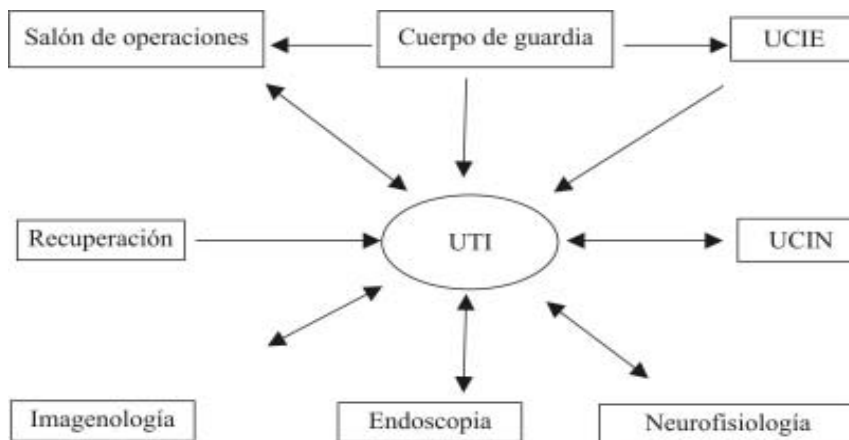 Salón de operaciones
Cuerpo de guardia
UCIE
Recuperación
UTI
UCIN
Imagenología
Endoscopia
Neurofisiología